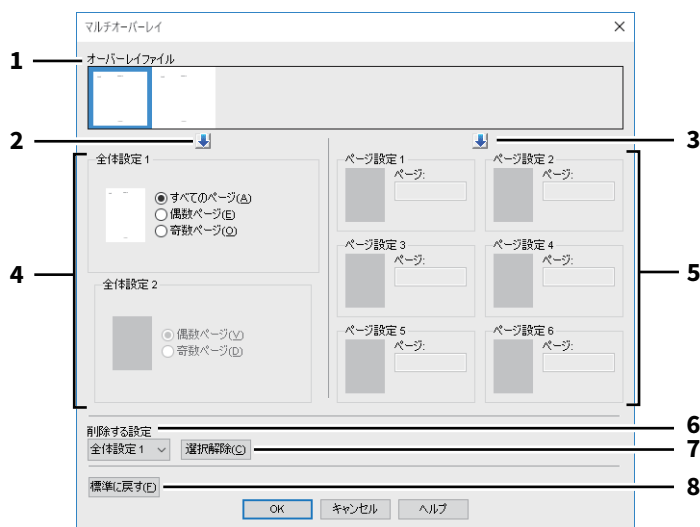 マルチオーバーレイ
1
オーバーレイファイル
2
3
4
5
全体設定 1
すべてのページ(A)
偶数ページ(E)
奇数ページ(O)
全体設定 2
偶数ページ(V)
奇数ページ(D)
ページ設定 1
ページ:
ページ設定 2
ページ:
ページ設定 3
ページ:
ページ設定 4
ページ:
ページ設定 5
ページ:
ページ設定 6
ページ:
削除する設定
6
全体設定 1
選択解除(C)
7
標準に戻す(F)
8
OK
キャンセル
ヘルプ